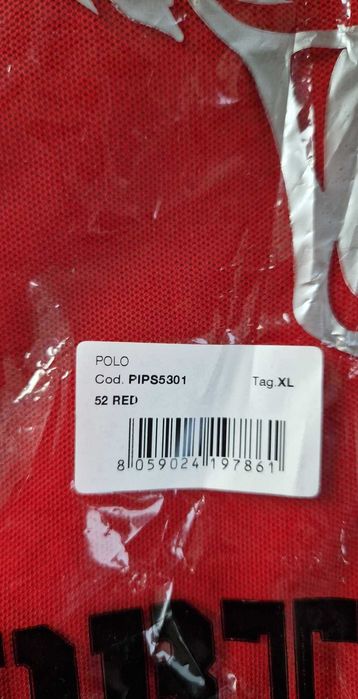 POLO
Cod. PIPS5301 Tag.XL
52 RED
8 059024 197861